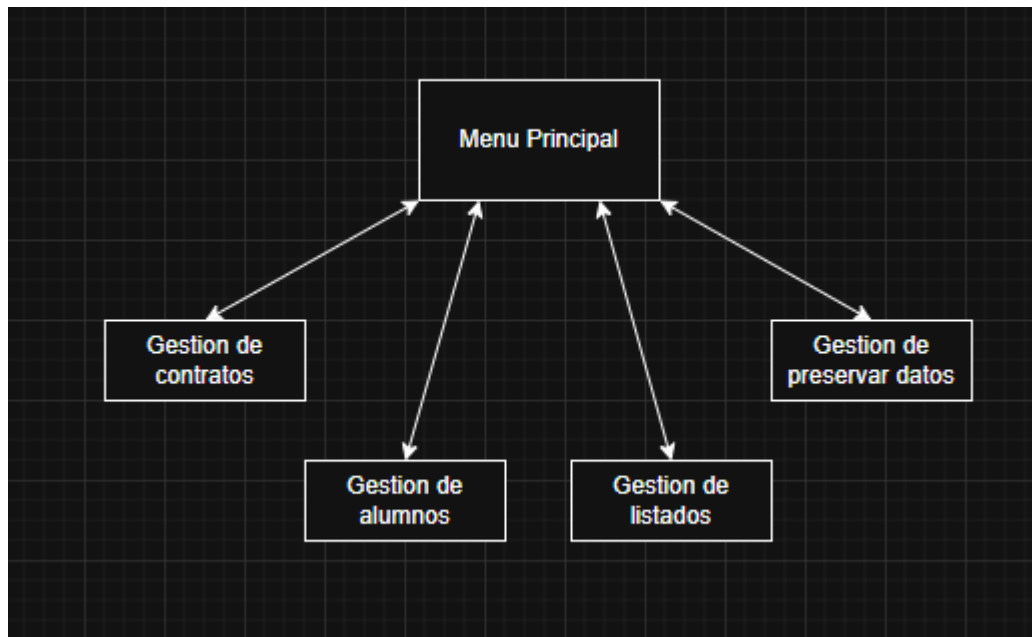 Menu Principal
Gestion de
contratos
Gestion de
preservar datos
Gestion de
alumnos
Gestion de
listados